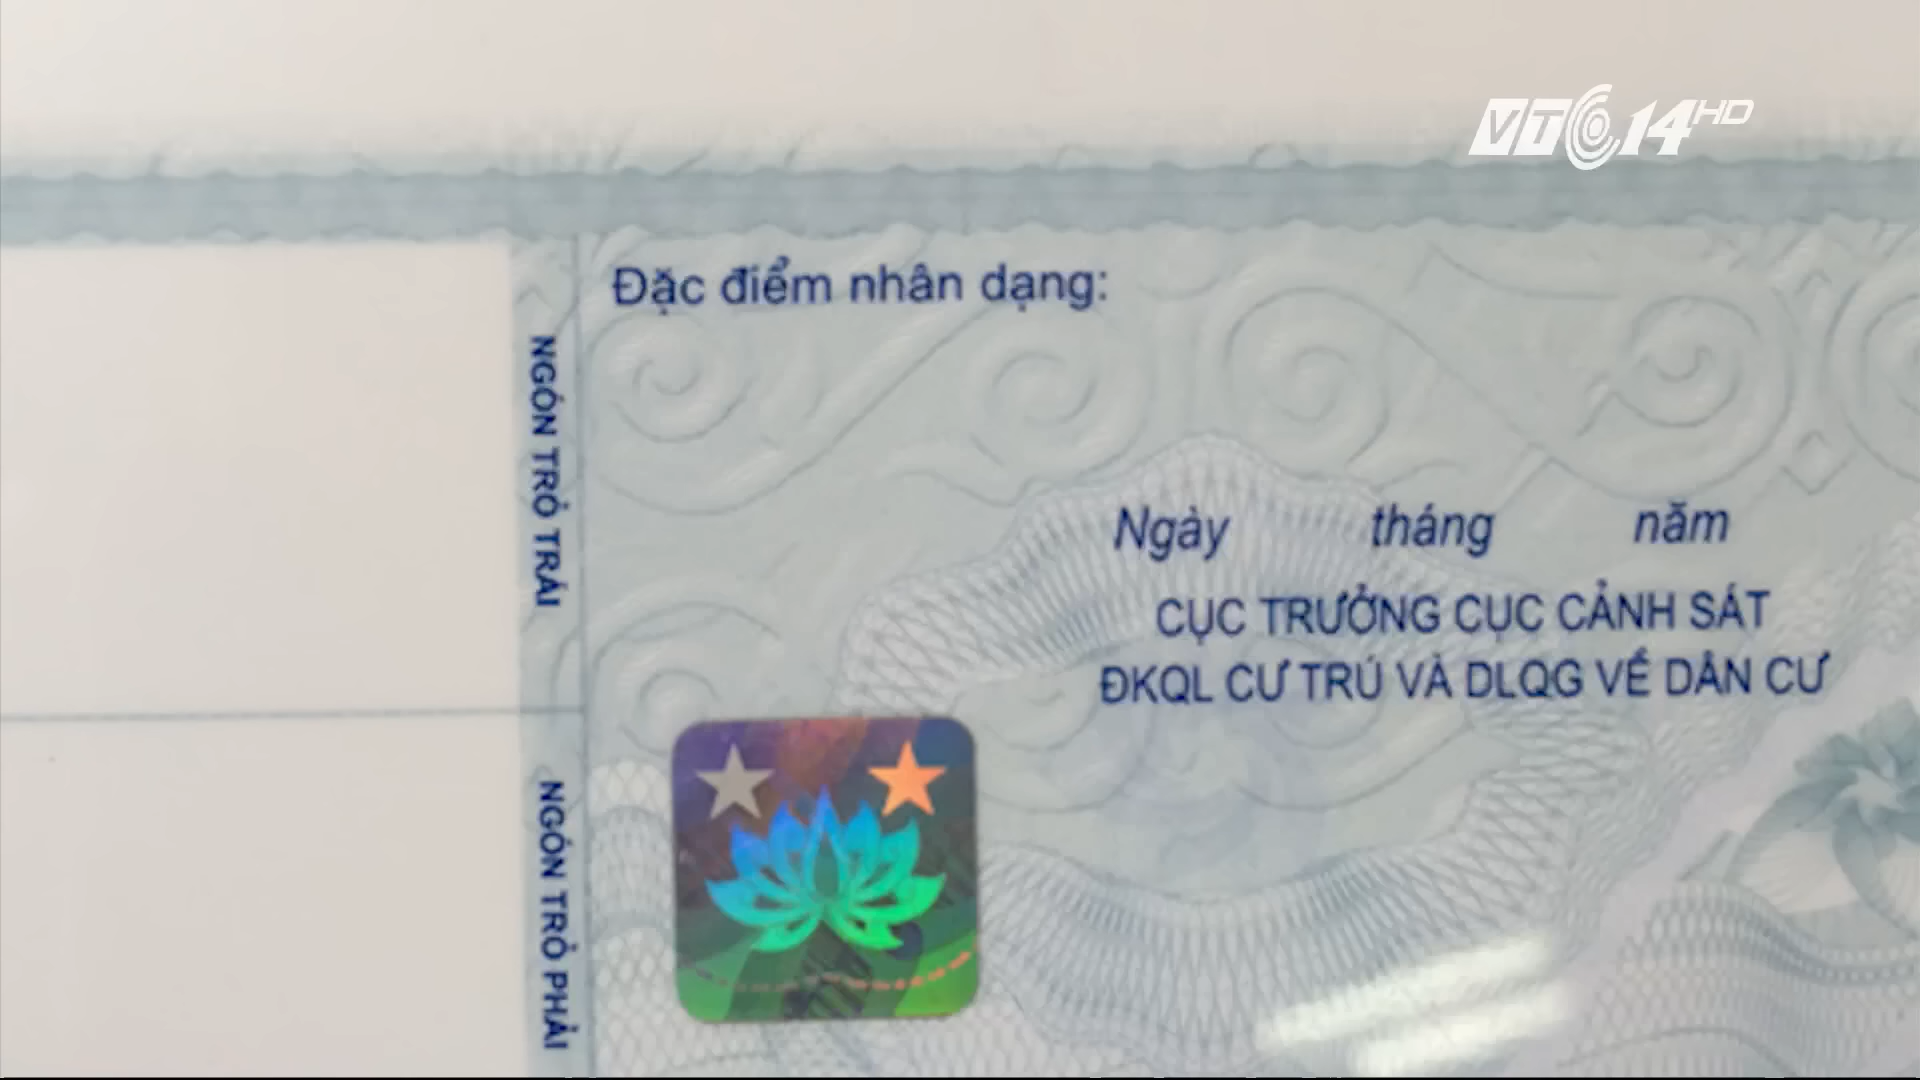 VTC14 HD
Đặc điểm nhân dạng:
NGÓN TRỎ TRÁI
Ngày tháng năm
CỤC TRƯỞNG CỤC CẢNH SÁT
ĐKQL CƯ TRÚ VÀ DLQG VỀ DÂN CƯ
NGÓN TRỎ PHẢI